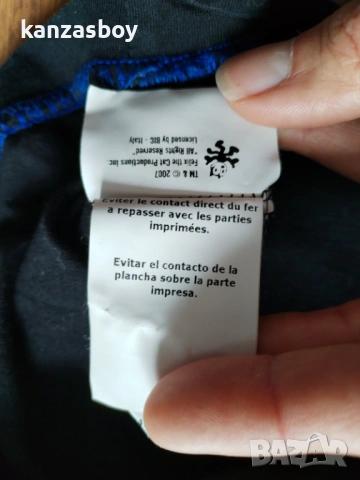 kanzasboy
TM & © 2007
Felix the Cat Productions Inc
"All Rights Reserved"
Licensed by BIC - Italy
Eviter le contact direct du fer
a repasser avec les parties
imprimées.
Evitar el contacto de la
plancha sobre la parte
impresa.
BAZAR